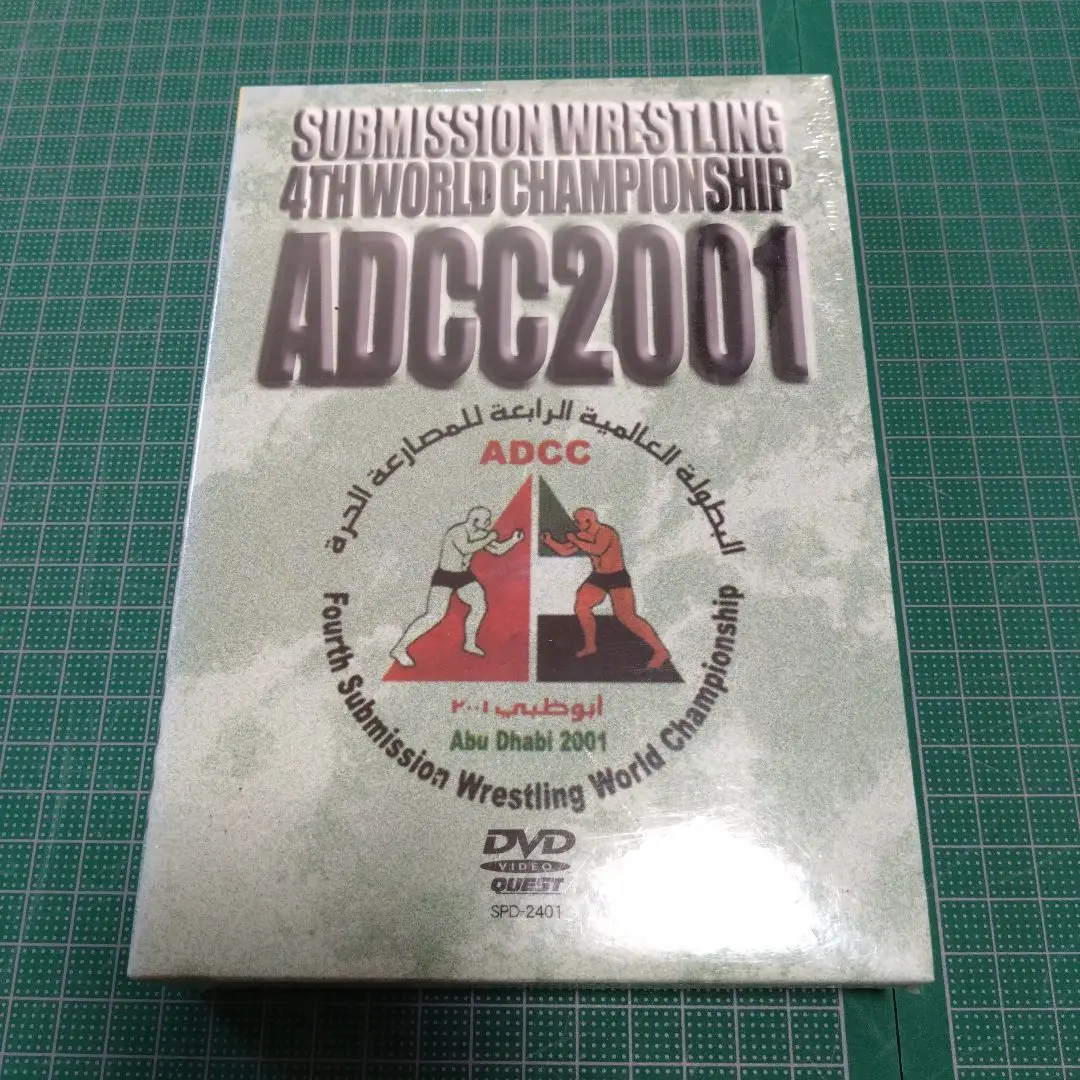 SUBMISSION WRESTLING
4TH WORLD CHAMPIONSHIP
ADCC2001
البطولة العالمية الرابعة للمصارعة الحرة
ADCC
أبوظبي ٢٠٠١
Abu Dhabi 2001
Fourth Submission Wrestling World Championship
DVD
VIDEO
QUEST
SPD-2401